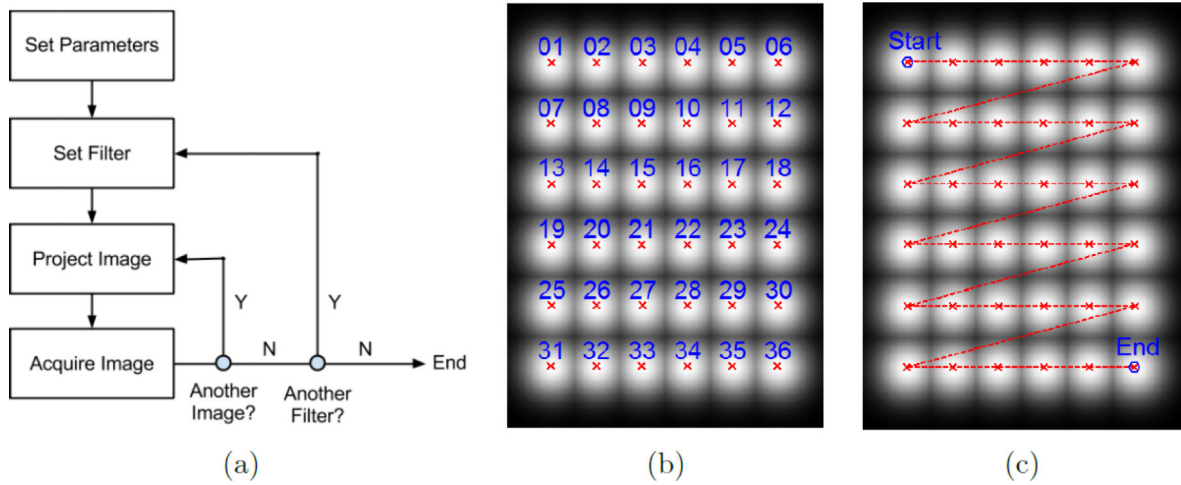 Set Parameters
Set Filter
Project Image
Acquire Image
Y
Y
N
N
End
Another
Image?
Another
Filter?
(a)
01 02 03 04 05 06
07 08 09 10 11 12
13 14 15 16 17 18
19 20 21 22 23 24
25 26 27 28 29 30
31 32 33 34 35 36
(b)
Start
End
(c)